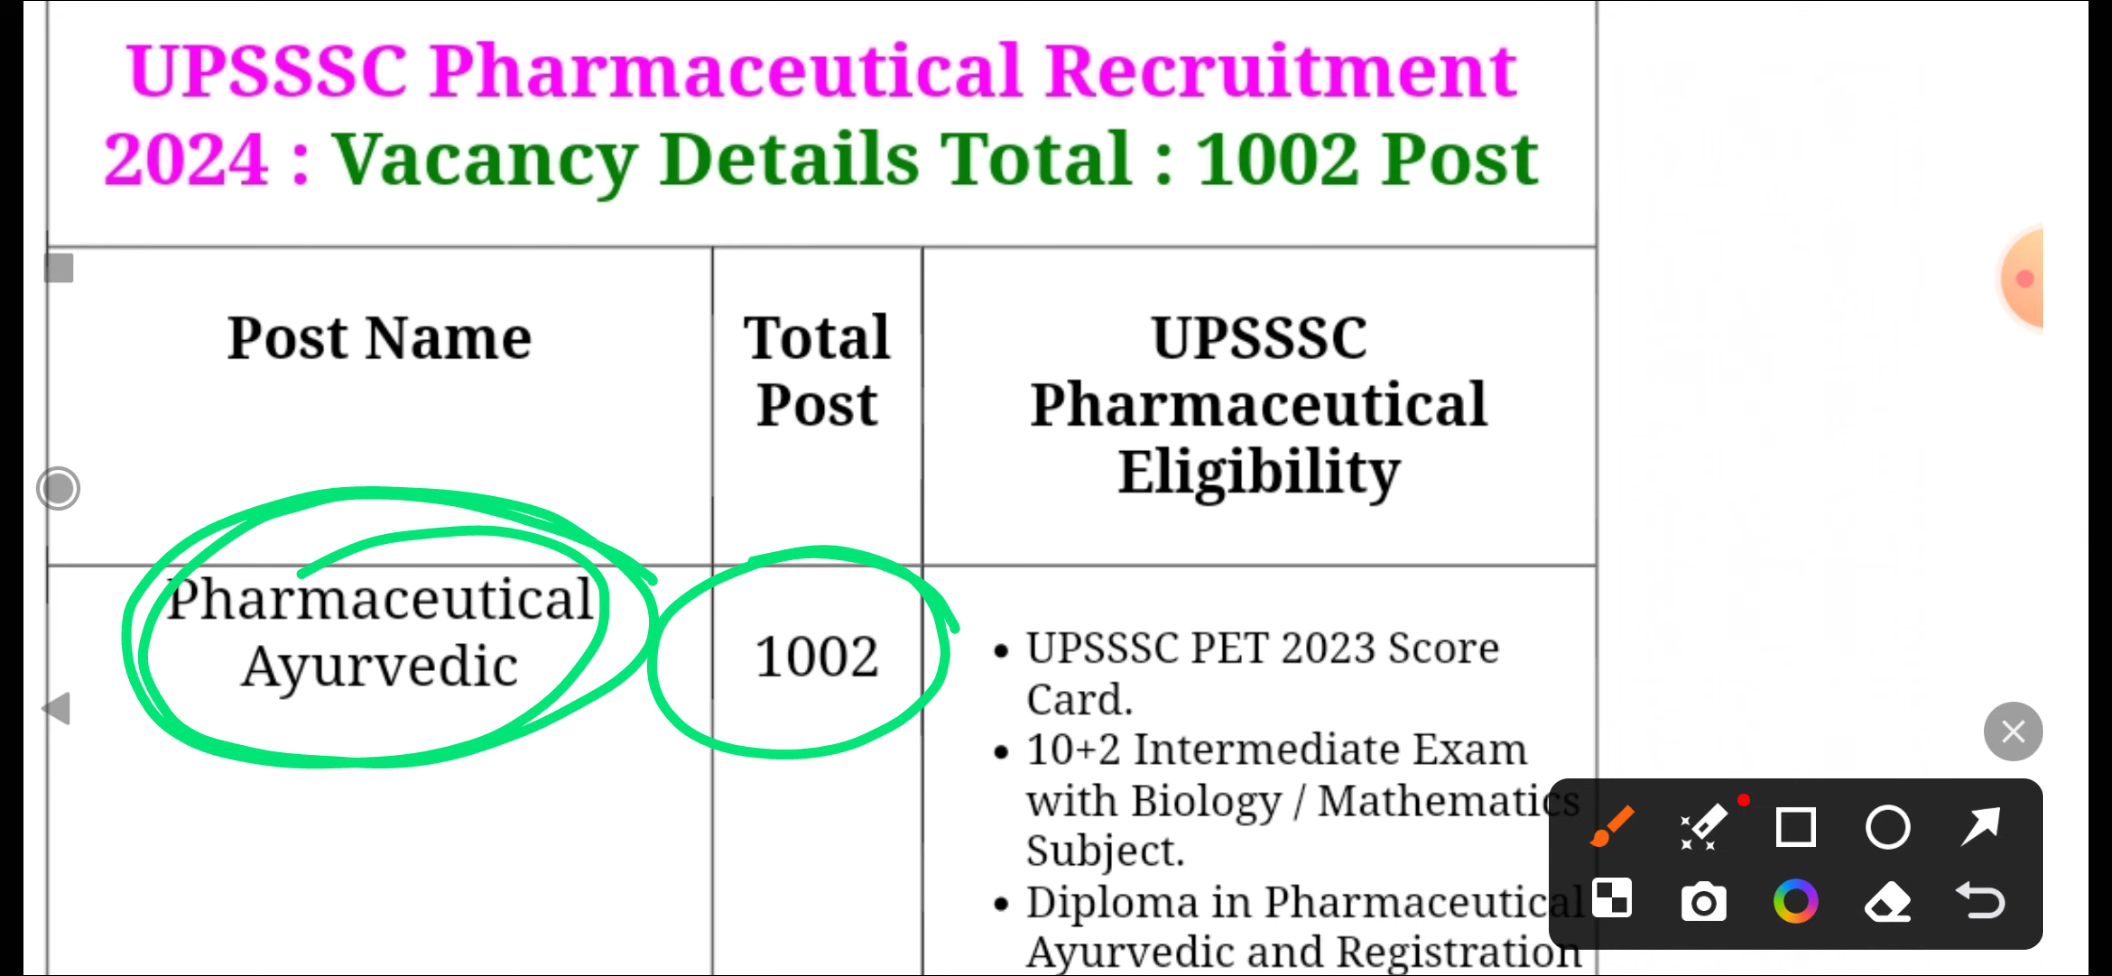 UPSSSC Pharmaceutical Recruitment
2024 : Vacancy Details Total : 1002 Post
Post Name
Total
Post
UPSSSC
Pharmaceutical
Eligibility
Pharmaceutical
Ayurvedic
1002
• UPSSSC PET 2023 Score
Card.
• 10+2 Intermediate Exam
with Biology / Mathematics
Subject.
• Diploma in Pharmaceutical
Ayurvedic and Registration